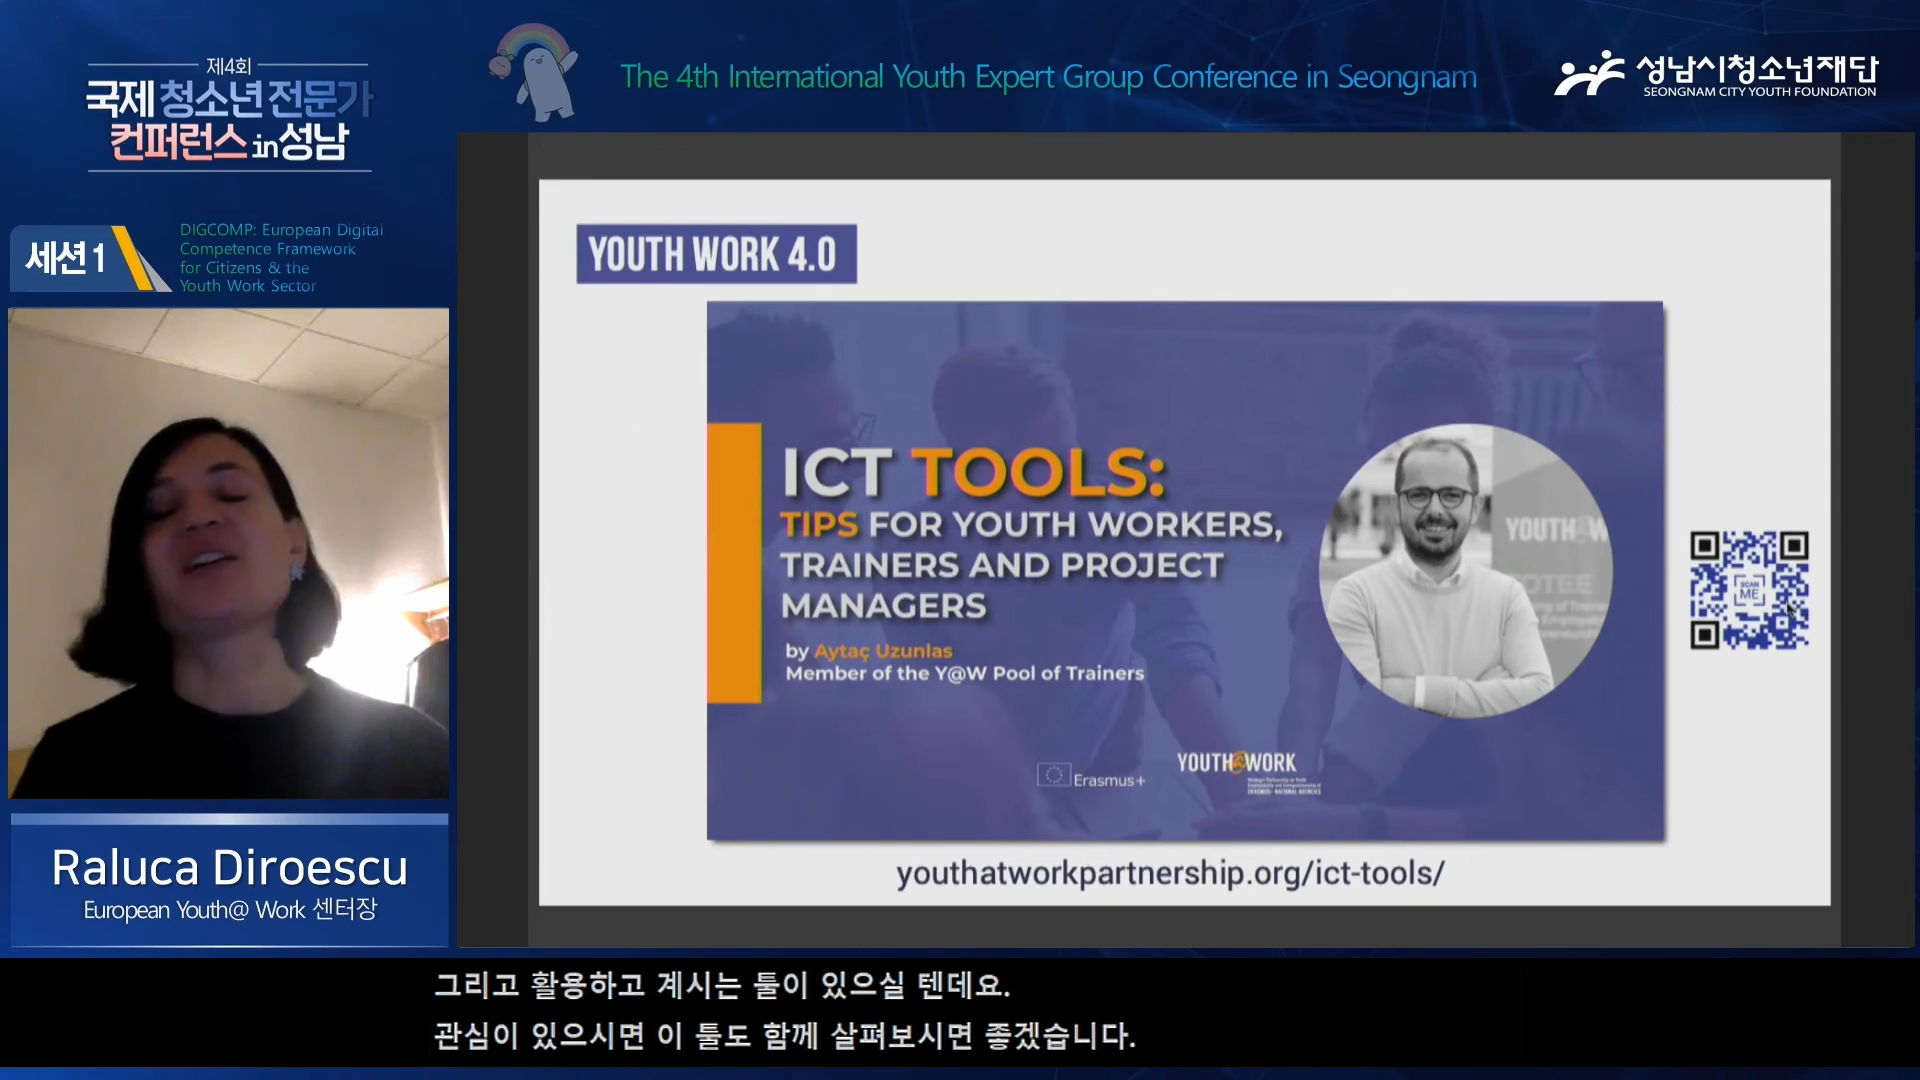 제4회
국제 청소년 전문가
컨퍼런스 in 성남
The 4th International Youth Expert Group Conference in Seongnam
성남시청소년재단
SEONGNAM CITY YOUTH FOUNDATION
세션 1
DIGCOMP: European Digital
Competence Framework
for Citizens & the
Youth Work Sector
YOUTH WORK 4.0
ICT TOOLS:
TIPS FOR YOUTH WORKERS,
TRAINERS AND PROJECT
MANAGERS
by Aytaç Uzunlas
Member of the Y@W Pool of Trainers
YOUTH@W
OTEE
Erasmus+
YOUTH@WORK
SCAN
ME
youthatworkpartnership.org/ict-tools/
Raluca Diroescu
European Youth@ Work 센터장
그리고 활용하고 계시는 툴이 있으실 텐데요.
관심이 있으시면 이 툴도 함께 살펴보시면 좋겠습니다.